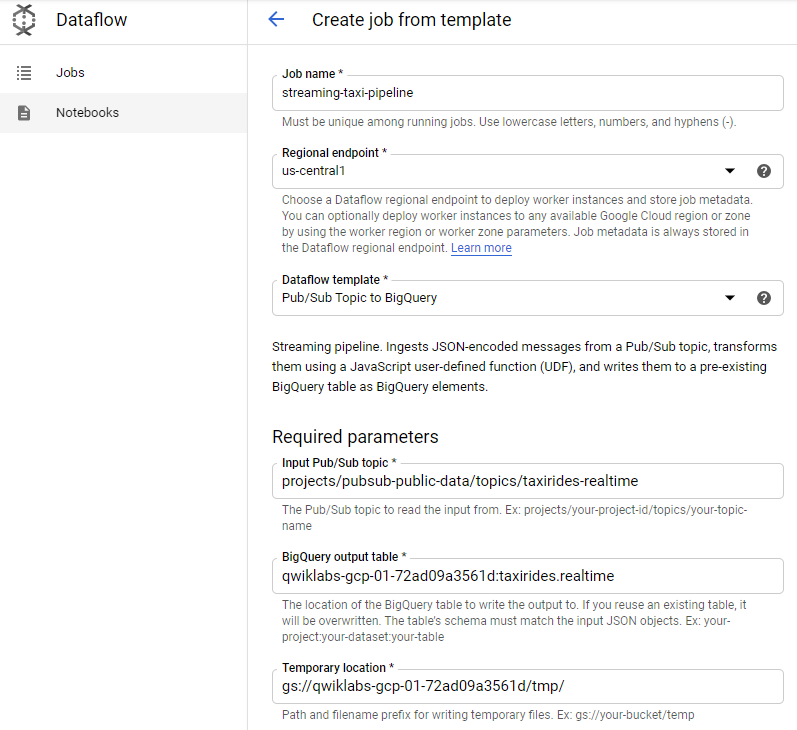 Dataflow
Create job from template
Jobs
Notebooks
Job name *
streaming-taxi-pipeline
Must be unique among running jobs. Use lowercase letters, numbers, and hyphens (-).
Regional endpoint *
us-central1
Choose a Dataflow regional endpoint to deploy worker instances and store job metadata.
You can optionally deploy worker instances to any available Google Cloud region or zone
by using the worker region or worker zone parameters. Job metadata is always stored in
the Dataflow regional endpoint. Learn more
Dataflow template *
Pub/Sub Topic to BigQuery
Streaming pipeline. Ingests JSON-encoded messages from a Pub/Sub topic, transforms
them using a JavaScript user-defined function (UDF), and writes them to a pre-existing
BigQuery table as BigQuery elements.
Required parameters
Input Pub/Sub topic *
projects/pubsub-public-data/topics/taxirides-realtime
The Pub/Sub topic to read the input from. Ex: projects/your-project-id/topics/your-topic-
name
BigQuery output table *
qwiklabs-gcp-01-72ad09a3561d:taxirides.realtime
The location of the BigQuery table to write the output to. If you reuse an existing table, it
will be overwritten. The table's schema must match the input JSON objects. Ex: your-
project:your-dataset:your-table
Temporary location *
gs://qwiklabs-gcp-01-72ad09a3561d/tmp/
Path and filename prefix for writing temporary files. Ex: gs://your-bucket/temp